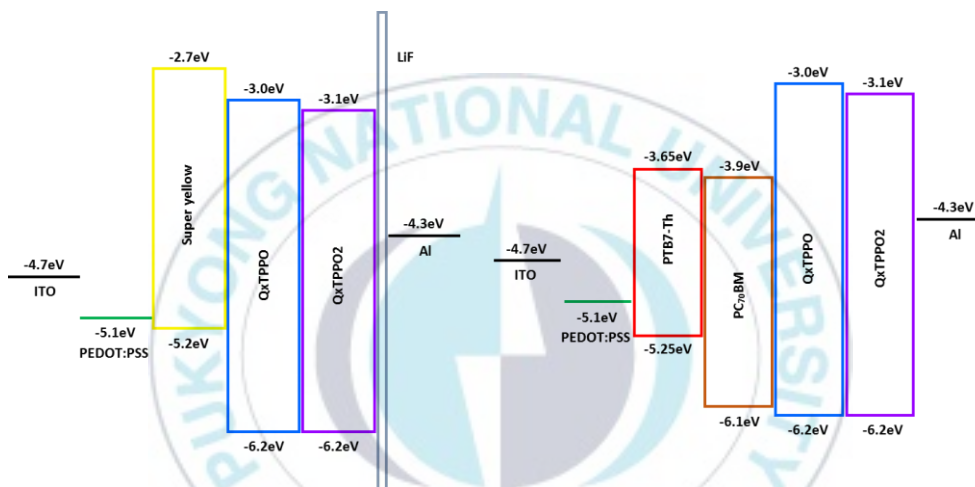 -2.7eV
-3.0eV
-3.1eV
LiF
Super yellow
QxTPPO
QxTPPO2
-4.3eV
Al
-4.7eV
ITO
-5.1eV
PEDOT:PSS
-5.2eV
-6.2eV
-6.2eV
-3.0eV
-3.1eV
-3.65eV
-3.9eV
PTB7-Th
PC70BM
QxTPPO
QxTPPO2
-4.3eV
Al
-4.7eV
ITO
-5.1eV
PEDOT:PSS
-5.25eV
-6.1eV
-6.2eV
-6.2eV
PUKYONG NATIONAL UNIVERSITY